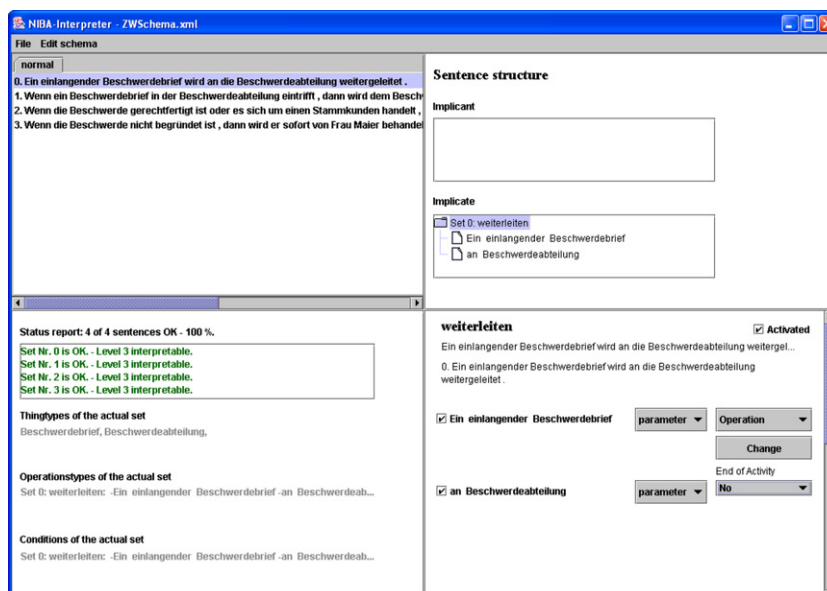 NIBA-Interpreter - ZWSchema.xml
File Edit schema
normal
0. Ein einlangender Beschwerdebrief wird an die Beschwerdeabteilung weitergeleitet .
1. Wenn ein Beschwerdebrief in der Beschwerdeabteilung eintrifft , dann wird dem Besch
2. Wenn die Beschwerde gerechtfertigt ist oder es sich um einen Stammkunden handelt ,
3. Wenn die Beschwerde nicht begründet ist , dann wird er sofort von Frau Maier behandel
Sentence structure
Implicant
Implicate
Set 0: weiterleiten
Ein einlangender Beschwerdebrief
an Beschwerdeabteilung
Status report: 4 of 4 sentences OK - 100 %.
Set Nr. 0 is OK. - Level 3 interpretable.
Set Nr. 1 is OK. - Level 3 interpretable.
Set Nr. 2 is OK. - Level 3 interpretable.
Set Nr. 3 is OK. - Level 3 interpretable.
Thingtypes of the actual set
Beschwerdebrief, Beschwerdeabteilung,
Operationstypes of the actual set
Set 0: weiterleiten: -Ein einlangender Beschwerdebrief -an Beschwerdeab...
Conditions of the actual set
Set 0: weiterleiten: -Ein einlangender Beschwerdebrief -an Beschwerdeab...
weiterleiten
Activated
Ein einlangender Beschwerdebrief wird an die Beschwerdeabteilung weitergel...
0. Ein einlangender Beschwerdebrief wird an die Beschwerdeabteilung
weitergeleitet .
Ein einlangender Beschwerdebrief parameter Operation
Change
End of Activity
an Beschwerdeabteilung parameter No